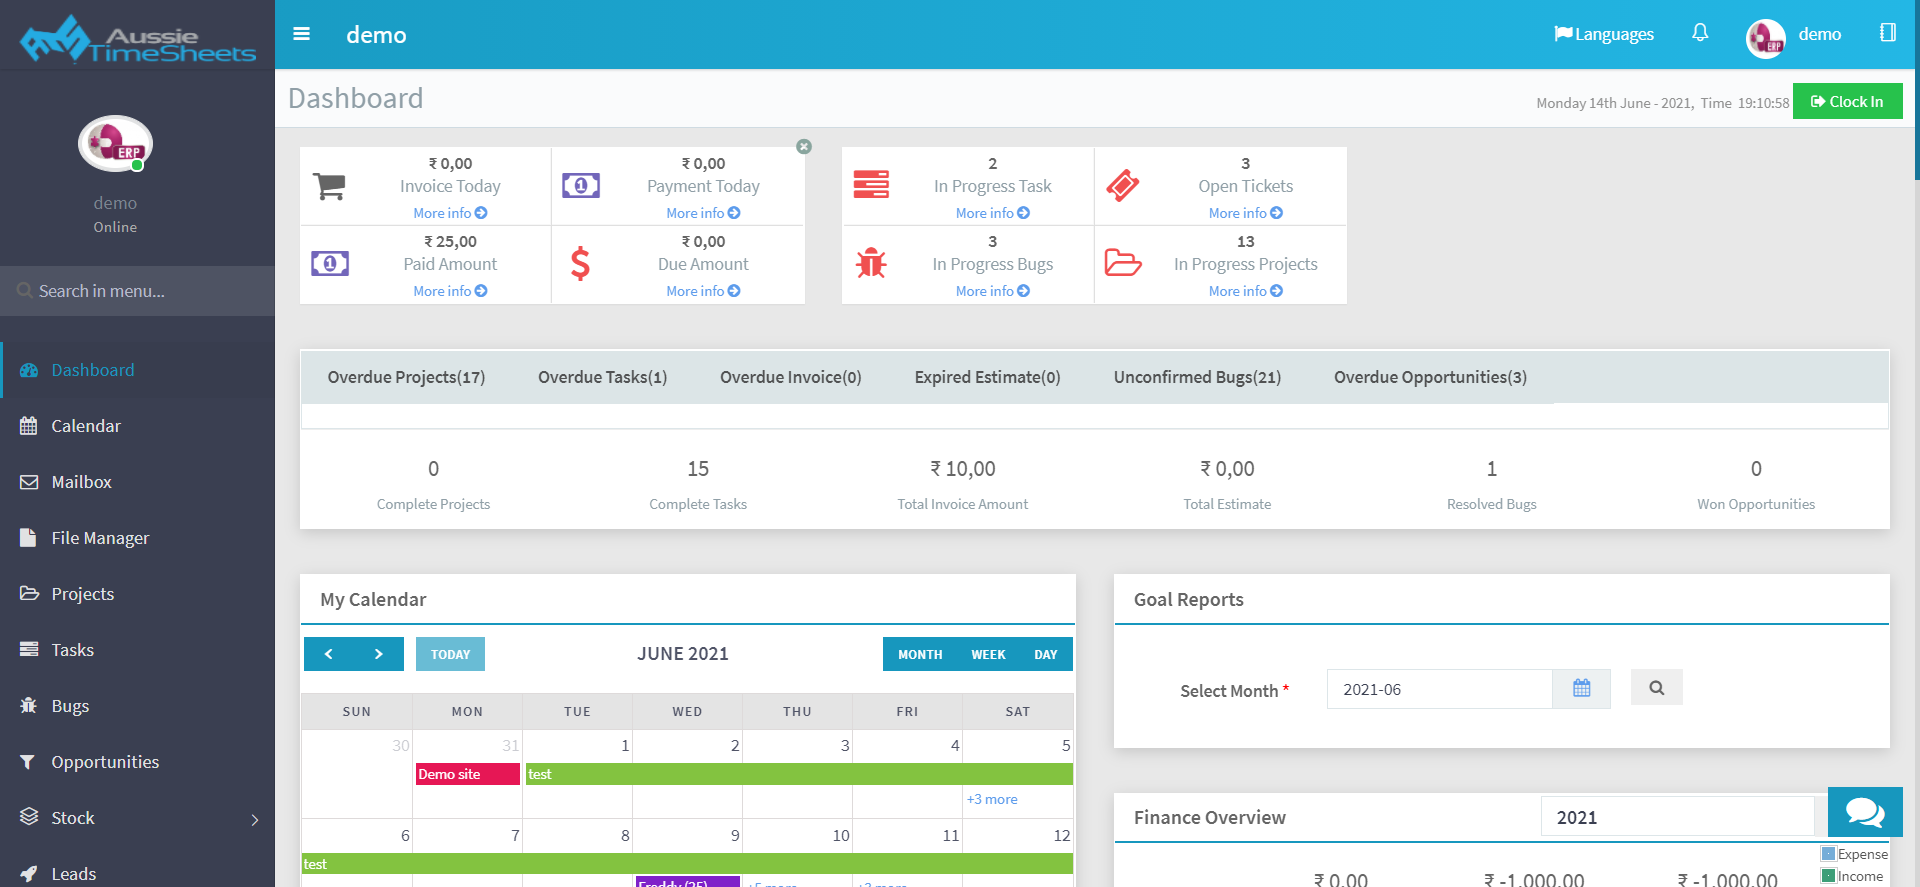 Aussie
TimeSheets
demo
Languages
demo
Dashboard
Monday 14th June - 2021, Time 19:10:58
Clock In
ERP
demo
Online
Search in menu...
Dashboard
Calendar
Mailbox
File Manager
Projects
Tasks
Bugs
Opportunities
Stock
Leads
₹ 0,00
Invoice Today
More info
₹ 0,00
Payment Today
More info
₹ 25,00
Paid Amount
More info
₹ 0,00
Due Amount
More info
2
In Progress Task
More info
3
Open Tickets
More info
3
In Progress Bugs
More info
13
In Progress Projects
More info
Overdue Projects(17) Overdue Tasks(1) Overdue Invoice(0) Expired Estimate(0) Unconfirmed Bugs(21) Overdue Opportunities(3)
0 15 ₹ 10,00 ₹ 0,00 1 0
Complete Projects Complete Tasks Total Invoice Amount Total Estimate Resolved Bugs Won Opportunities
My Calendar
TODAY JUNE 2021 MONTH WEEK DAY
SUN MON TUE WED THU FRI SAT
30 31 1 2 3 4 5
Demo site test
+3 more
6 7 8 9 10 11 12
test
Freddy (35) +5 more +3 more
Goal Reports
Select Month * 2021-06
Finance Overview 2021
Expense
Income
₹ 0,00 ₹ -1.000,00 ₹ -1.000,00